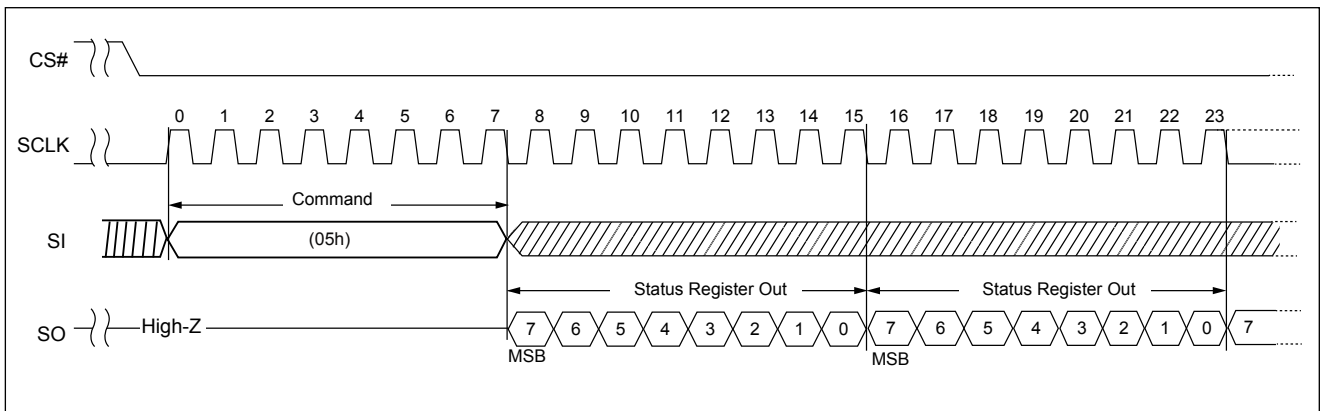 CS#
0 1 2 3 4 5 6 7 8 9 10 11 12 13 14 15 16 17 18 19 20 21 22 23
SCLK
Command
SI (05h)
Status Register Out Status Register Out
SO High-Z 7 6 5 4 3 2 1 0 7 6 5 4 3 2 1 0 7
MSB MSB